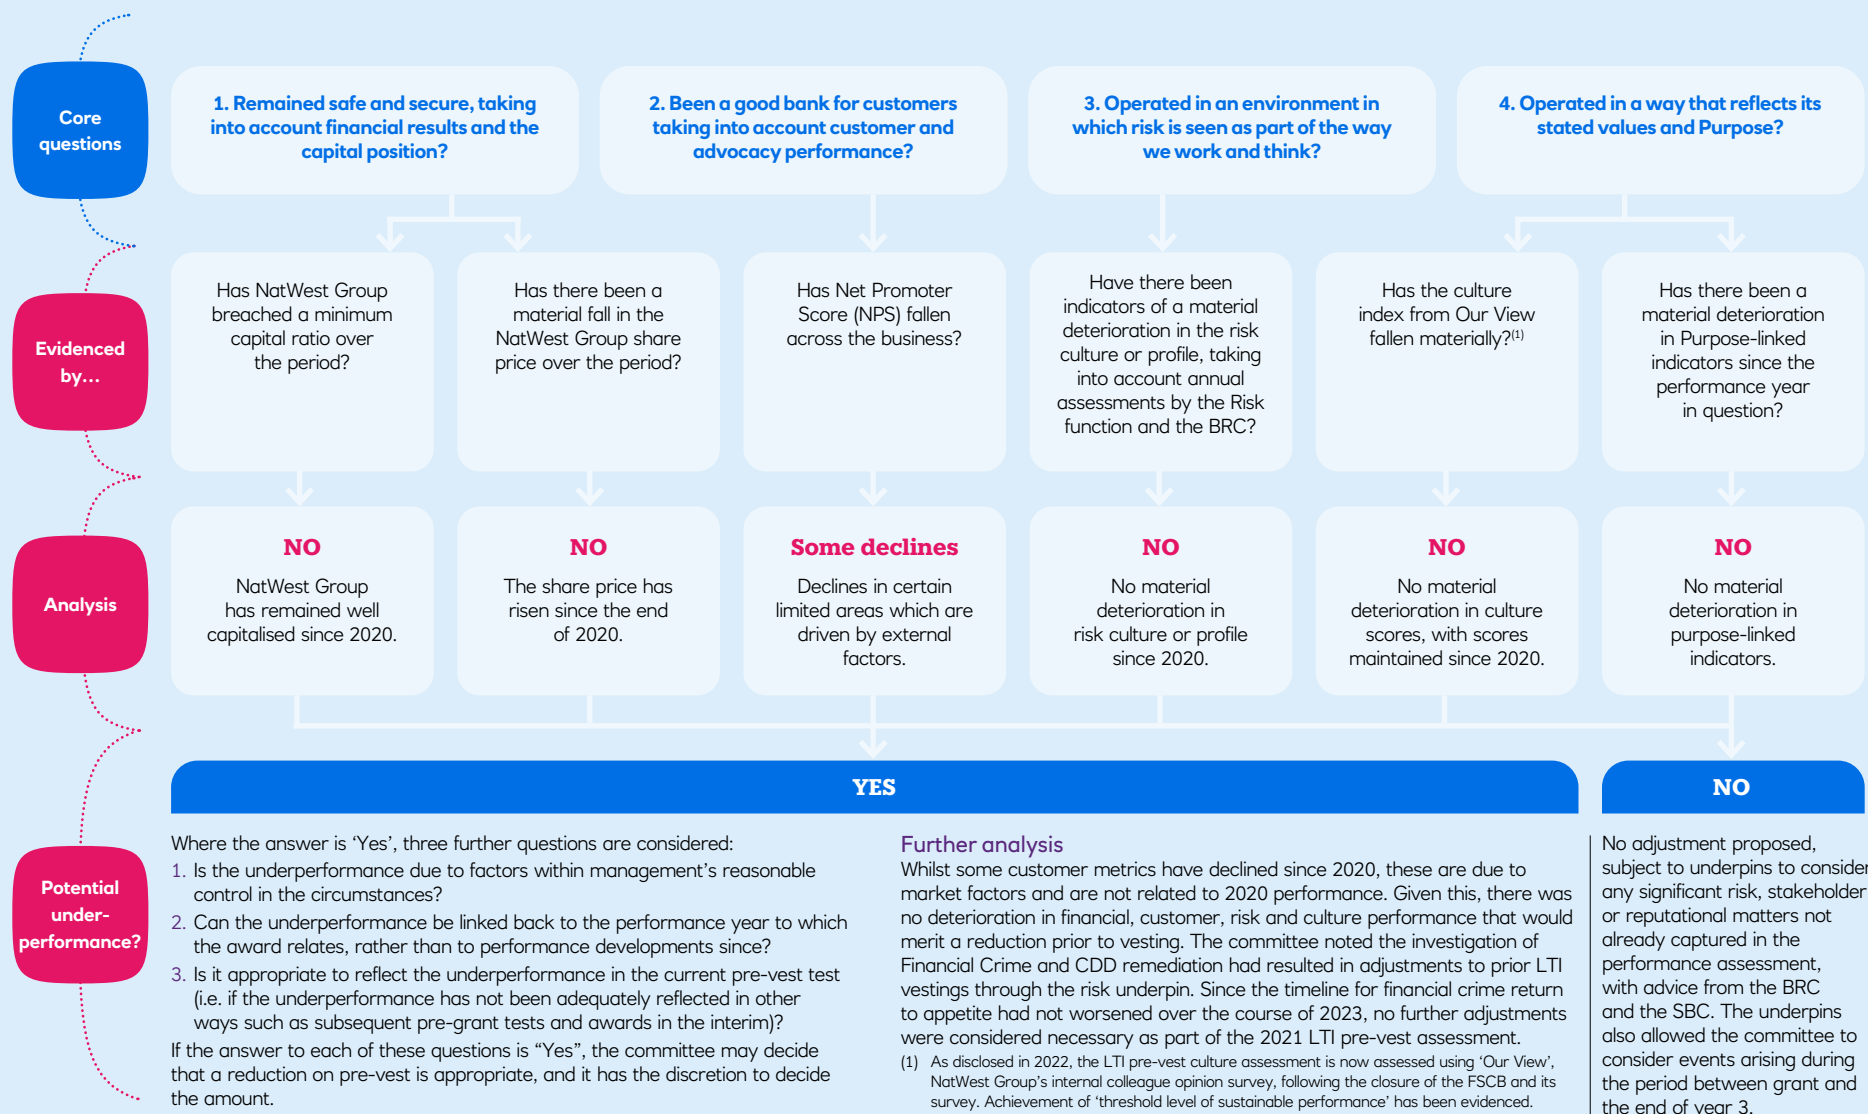 Core
questions
1. Remained safe and secure, taking
into account financial results and the
capital position?
2. Been a good bank for customers
taking into account customer and
advocacy performance?
3. Operated in an environment in
which risk is seen as part of the way
we work and think?
4. Operated in a way that reflects its
stated values and Purpose?
Evidenced
by...
Has NatWest Group
breached a minimum
capital ratio over
the period?
Has there been a
material fall in the
NatWest Group share
price over the period?
Has Net Promoter
Score (NPS) fallen
across the business?
Have there been
indicators of a material
deterioration in the risk
culture or profile, taking
into account annual
assessments by the Risk
function and the BRC?
Has the culture
index from Our View
fallen materially?(1)
Has there been a
material deterioration
in Purpose-linked
indicators since the
performance year
in question?
Analysis
NO
NatWest Group
has remained well
capitalised since 2020.
NO
The share price has
risen since the end
of 2020.
Some declines
Declines in certain
limited areas which are
driven by external
factors.
NO
No material
deterioration in
risk culture or profile
since 2020.
NO
No material
deterioration in culture
scores, with scores
maintained since 2020.
NO
No material
deterioration in
purpose-linked
indicators.
Potential
under-
performance?
YES
Where the answer is ‘Yes’, three further questions are considered:
1. Is the underperformance due to factors within management’s reasonable
control in the circumstances?
2. Can the underperformance be linked back to the performance year to which
the award relates, rather than to performance developments since?
3. Is it appropriate to reflect the underperformance in the current pre-vest test
(i.e. if the underperformance has not been adequately reflected in other
ways such as subsequent pre-grant tests and awards in the interim)?
If the answer to each of these questions is “Yes”, the committee may decide
that a reduction on pre-vest is appropriate, and it has the discretion to decide
the amount.
Further analysis
Whilst some customer metrics have declined since 2020, these are due to
market factors and are not related to 2020 performance. Given this, there was
no deterioration in financial, customer, risk and culture performance that would
merit a reduction prior to vesting. The committee noted the investigation of
Financial Crime and CDD remediation had resulted in adjustments to prior LTI
vestings through the risk underpin. Since the timeline for financial crime return
to appetite had not worsened over the course of 2023, no further adjustments
were considered necessary as part of the 2021 LTI pre-vest assessment.
(1) As disclosed in 2022, the LTI pre-vest culture assessment is now assessed using ‘Our View’,
NatWest Group’s internal colleague opinion survey, following the closure of the FSCB and its
survey. Achievement of ‘threshold level of sustainable performance’ has been evidenced.
NO
No adjustment proposed,
subject to underpins to consider
any significant risk, stakeholder
or reputational matters not
already captured in the
performance assessment,
with advice from the BRC
and the SBC. The underpins
also allowed the committee to
consider events arising during
the period between grant and
the end of year 3.